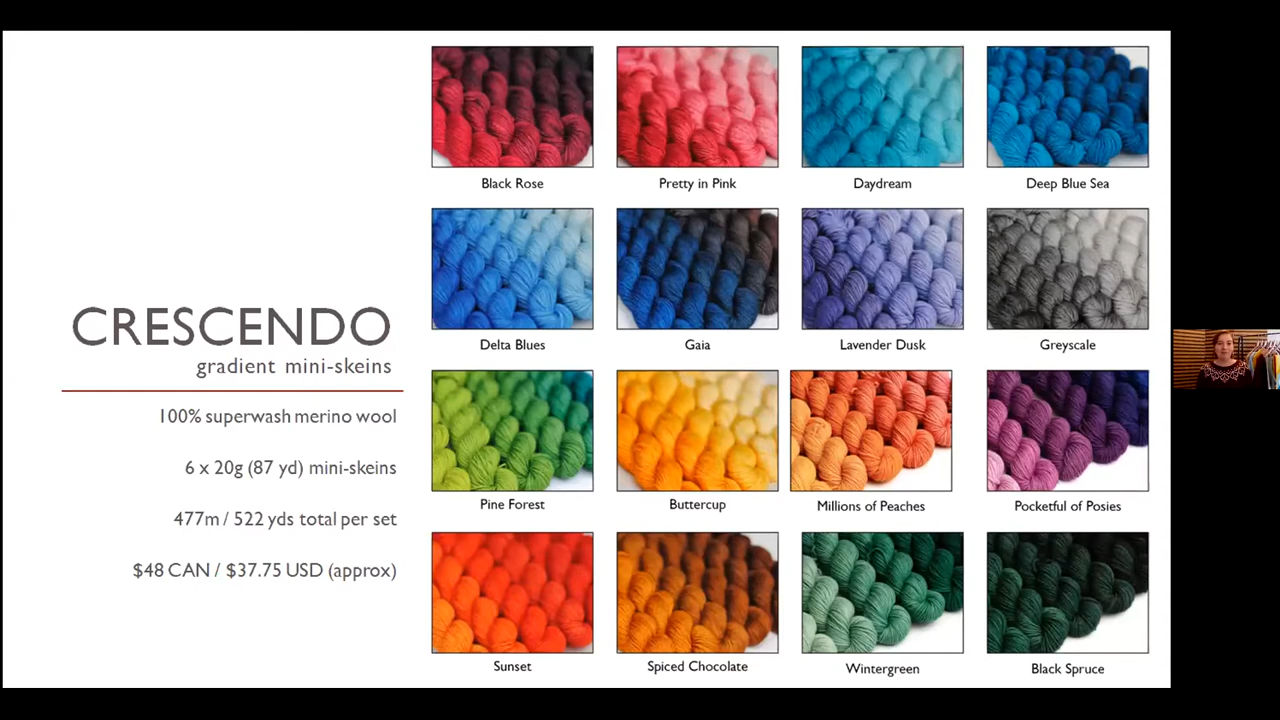 CRESCENDO
gradient mini-skeins
100% superwash merino wool
6 x 20g (87 yd) mini-skeins
477m / 522 yds total per set
$48 CAN / $37.75 USD (approx)
Black Rose
Pretty in Pink
Daydream
Deep Blue Sea
Delta Blues
Gaia
Lavender Dusk
Greyscale
Pine Forest
Buttercup
Millions of Peaches
Pocketful of Posies
Sunset
Spiced Chocolate
Wintergreen
Black Spruce